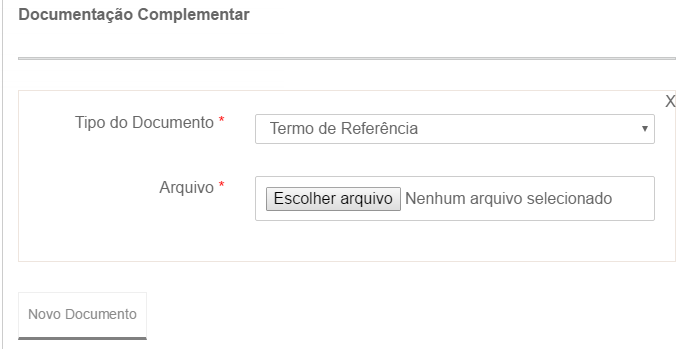 Documentação Complementar
X
Tipo do Documento * Termo de Referência
Arquivo * Escolher arquivo Nenhum arquivo selecionado
Novo Documento